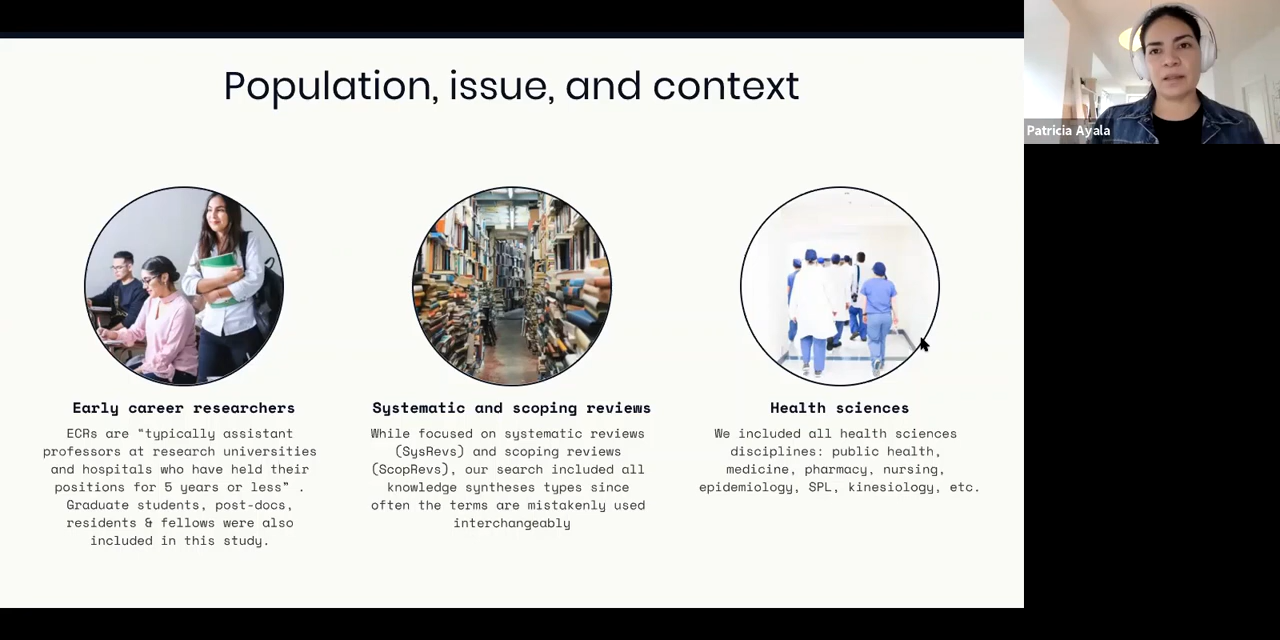 Population, issue, and context
Patricia Ayala
Early career researchers
ECRs are “typically assistant
professors at research universities
and hospitals who have held their
positions for 5 years or less” .
Graduate students, post-docs,
residents & fellows were also
included in this study.
Systematic and scoping reviews
While focused on systematic reviews
(SysRevs) and scoping reviews
(ScopRevs), our search included all
knowledge syntheses types since
often the terms are mistakenly used
interchangeably
Health sciences
We included all health sciences
disciplines: public health,
medicine, pharmacy, nursing,
epidemiology, SPL, kinesiology, etc.